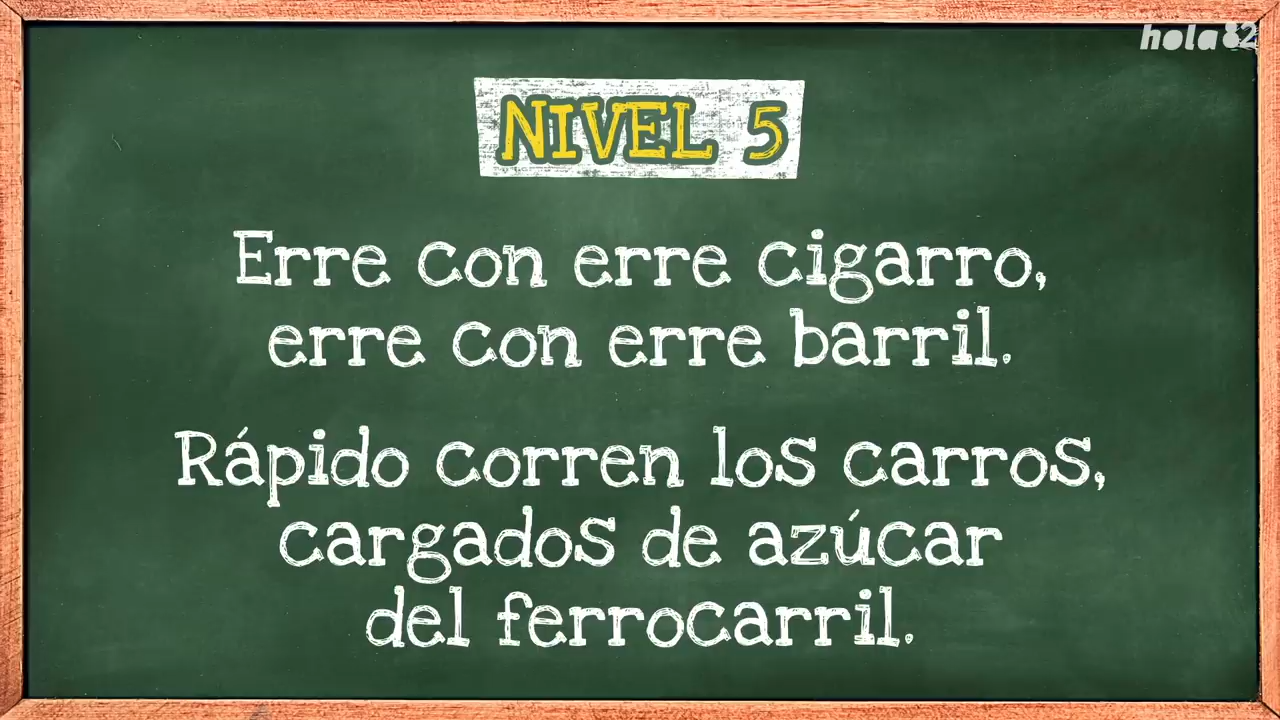 hola82
NIVEL 5
Erre con erre cigarro,
erre con erre barril.
Rápido corren los carros,
cargados de azúcar
del ferrocarril.